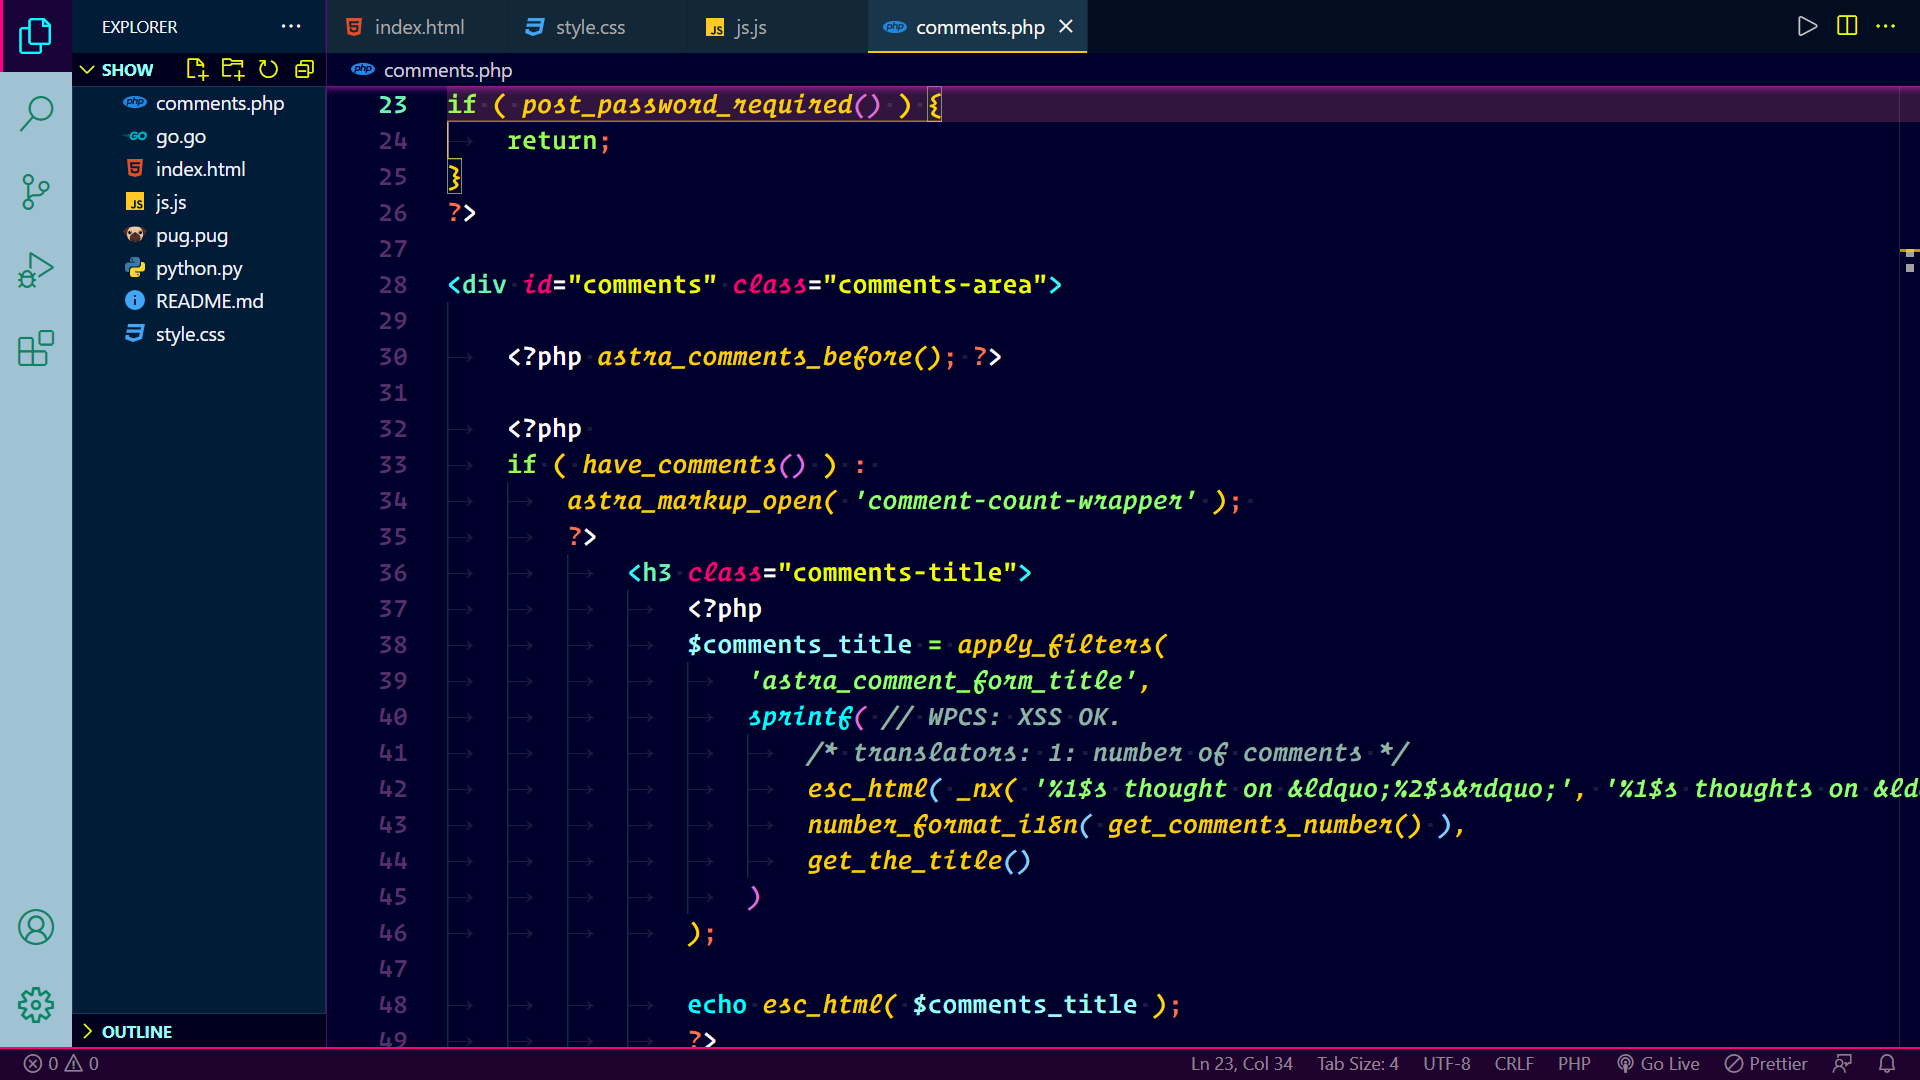 EXPLORER
index.html
style.css
js.js
comments.php
SHOW
comments.php
comments.php
go.go
index.html
js.js
pug.pug
python.py
README.md
style.css
OUTLINE
23 if ( post_password_required() ) {
24 return;
25 }
26 ?>
27
28 <div id="comments" class="comments-area">
29
30 <?php astra_comments_before(); ?>
31
32 <?php
33 if ( have_comments() ) :
34 astra_markup_open( 'comment-count-wrapper' );
35 ?>
36 <h3 class="comments-title">
37 <?php
38 $comments_title = apply_filters(
39 'astra_comment_form_title',
40 sprintf( // WPCS: XSS OK.
41 /* translators: 1: number of comments */
42 esc_html( _nx( '%1$s thought on &ldquo;%2$s&rdquo;', '%1$s thoughts on &ld
43 number_format_i18n( get_comments_number() ),
44 get_the_title()
45 )
46 );
47
48 echo esc_html( $comments_title );
49 ?>
0 0
Ln 23, Col 34 Tab Size: 4 UTF-8 CRLF PHP Go Live Prettier